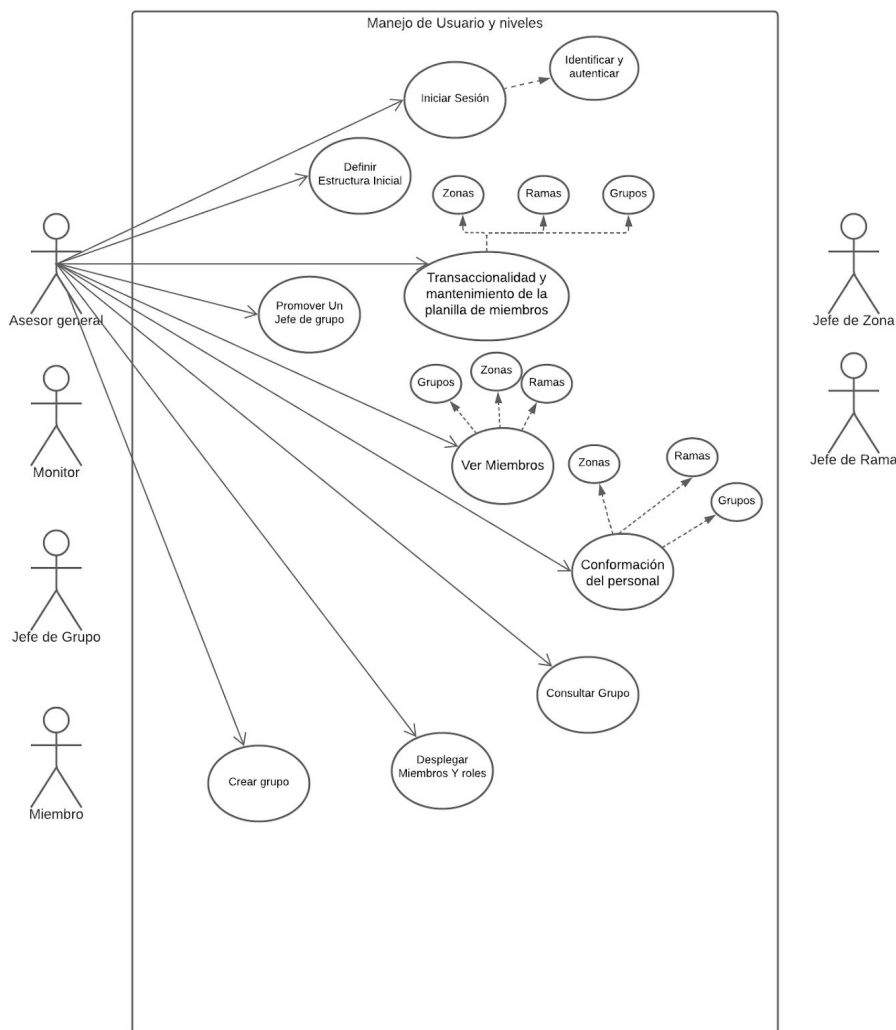 Manejo de Usuario y niveles
Identificar y
autenticar
Iniciar Sesión
Definir
Estructura Inicial
Zonas
Ramas
Grupos
Transaccionalidad y
mantenimiento de la
planilla de miembros
Promover Un
Jefe de grupo
Asesor general
Jefe de Zona
Grupos
Zonas
Ramas
Ver Miembros
Monitor
Jefe de Rama
Zonas
Ramas
Grupos
Conformación
del personal
Jefe de Grupo
Consultar Grupo
Desplegar
Miembros Y roles
Crear grupo
Miembro